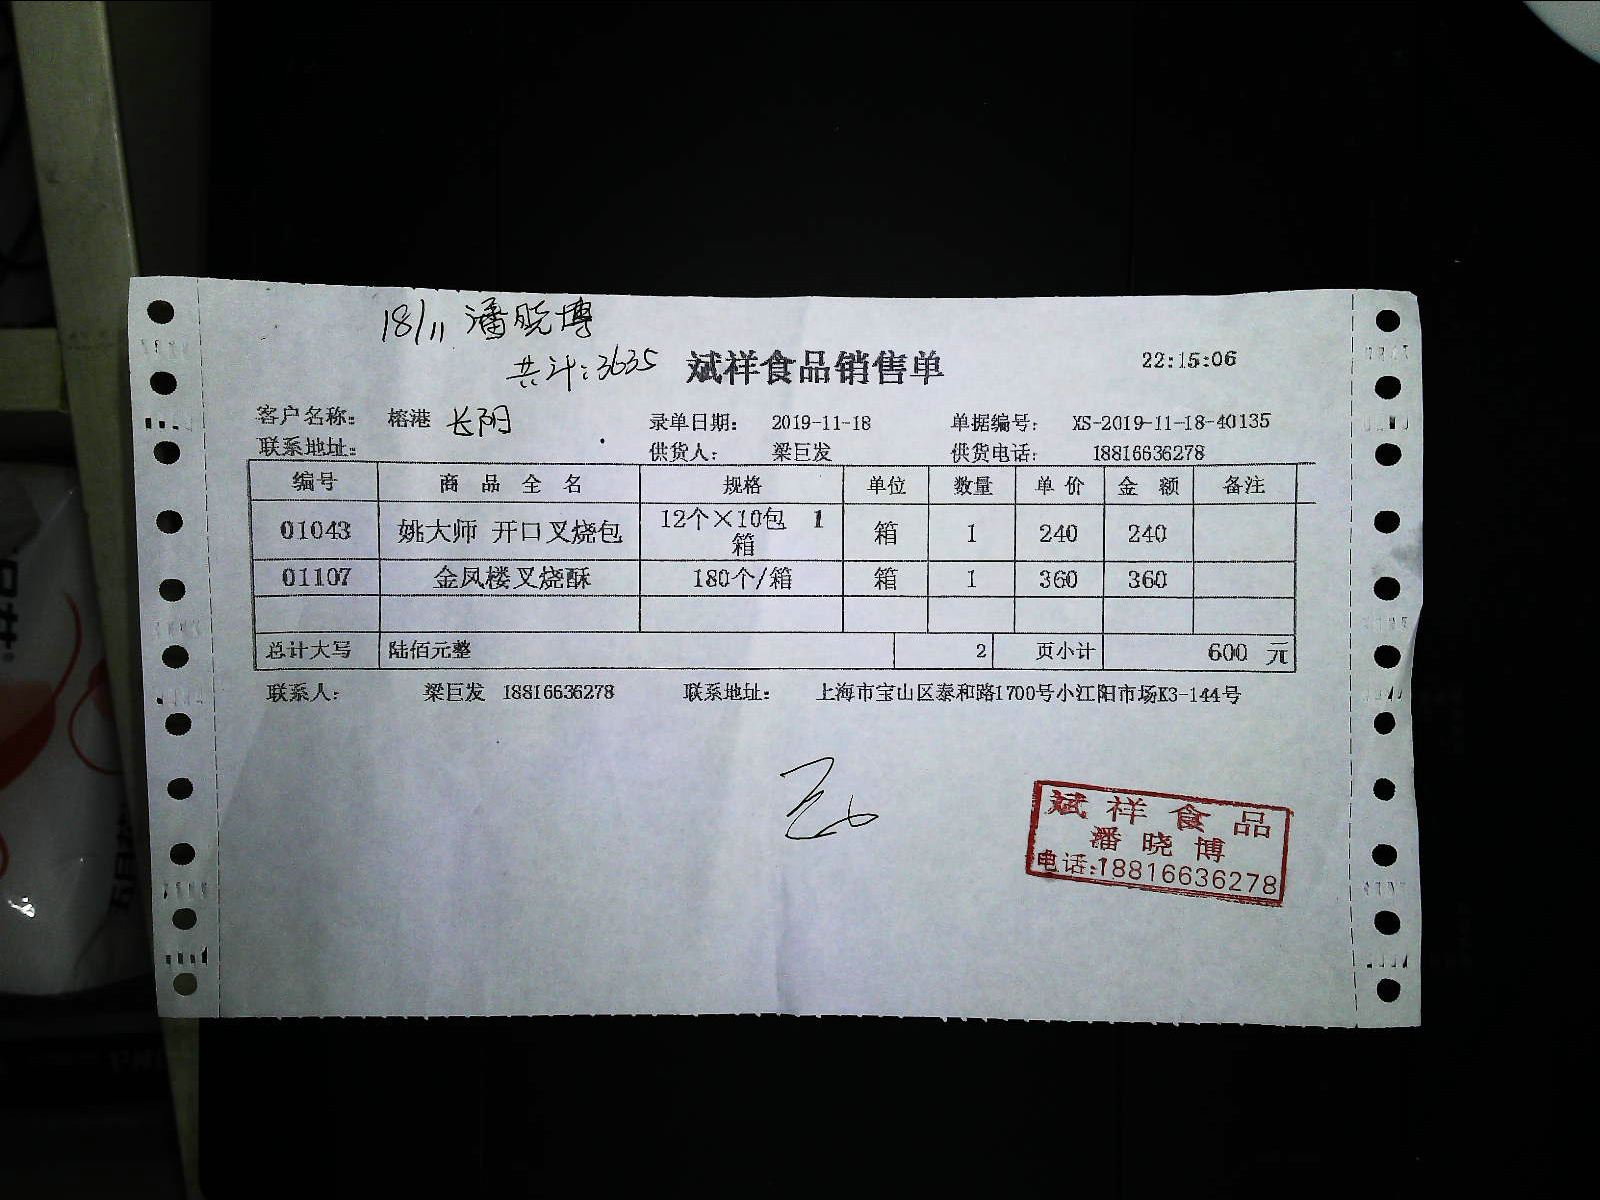 18/11 潘晓博
共计:3635
斌祥食品销售单 22:15:06
客户名称: 榕港 长阳 录单日期: 2019-11-18 单据编号: XS-2019-11-18-40135
联系地址: 供货人: 梁巨发 供货电话: 18816636278
编号 商 品 全 名 规格 单位 数量 单 价 金 额 备注
01043 姚大师 开口叉烧包 12个×10包 1箱 箱 1 240 240
01107 金凤楼叉烧酥 180个/箱 箱 1 360 360
总计大写 陆佰元整 2 页小计 600 元
联系人: 梁巨发 18816636278 联系地址: 上海市宝山区泰和路1700号小江阳市场K3-144号
斌祥食品
潘晓博
电话:18816636278